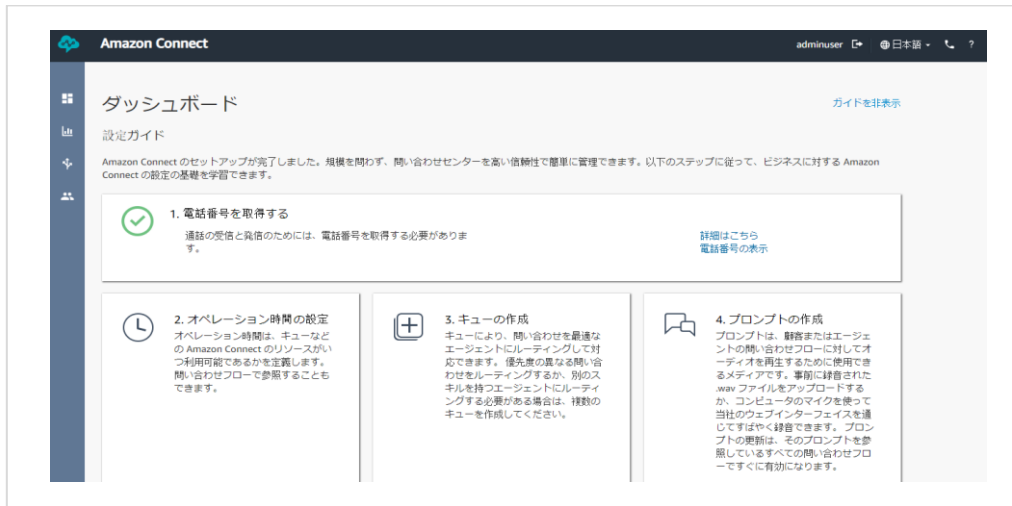 Amazon Connect
adminuser
日本語
?
ダッシュボード
ガイドを非表示
設定ガイド
Amazon Connect のセットアップが完了しました。規模を問わず、問い合わせセンターを高い信頼性で簡単に管理できます。以下のステップに従って、ビジネスに対する Amazon
Connect の設定の基礎を学習できます。
1. 電話番号を取得する
通話の受信と発信のためには、電話番号を取得する必要がありま
す。
詳細はこちら
電話番号の表示
2. オペレーション時間の設定
オペレーション時間は、キューなど
の Amazon Connect のリソースがい
つ利用可能であるかを定義します。
問い合わせフローで参照することも
できます。
3. キューの作成
キューにより、問い合わせを最適な
エージェントにルーティングして対
応できます。 優先度の異なる問い合
わせをルーティングするか、別のス
キルを持つエージェントにルーティ
ングする必要がある場合は、複数の
キューを作成してください。
4. プロンプトの作成
プロンプトは、顧客またはエージェ
ントの問い合わせフローに対してオ
ーディオを再生するために使用でき
るメディアです。事前に録音された
.wav ファイルをアップロードする
か、コンピュータのマイクを使って
当社のウェブインターフェイスを通
じてすばやく録音できます。 プロン
プトの更新は、そのプロンプトを参
照しているすべての問い合わせフロ
ーですぐに有効になります。